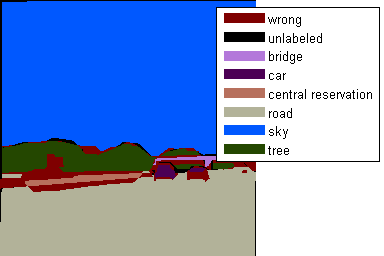 wrong
unlabeled
bridge
car
central reservation
road
sky
tree